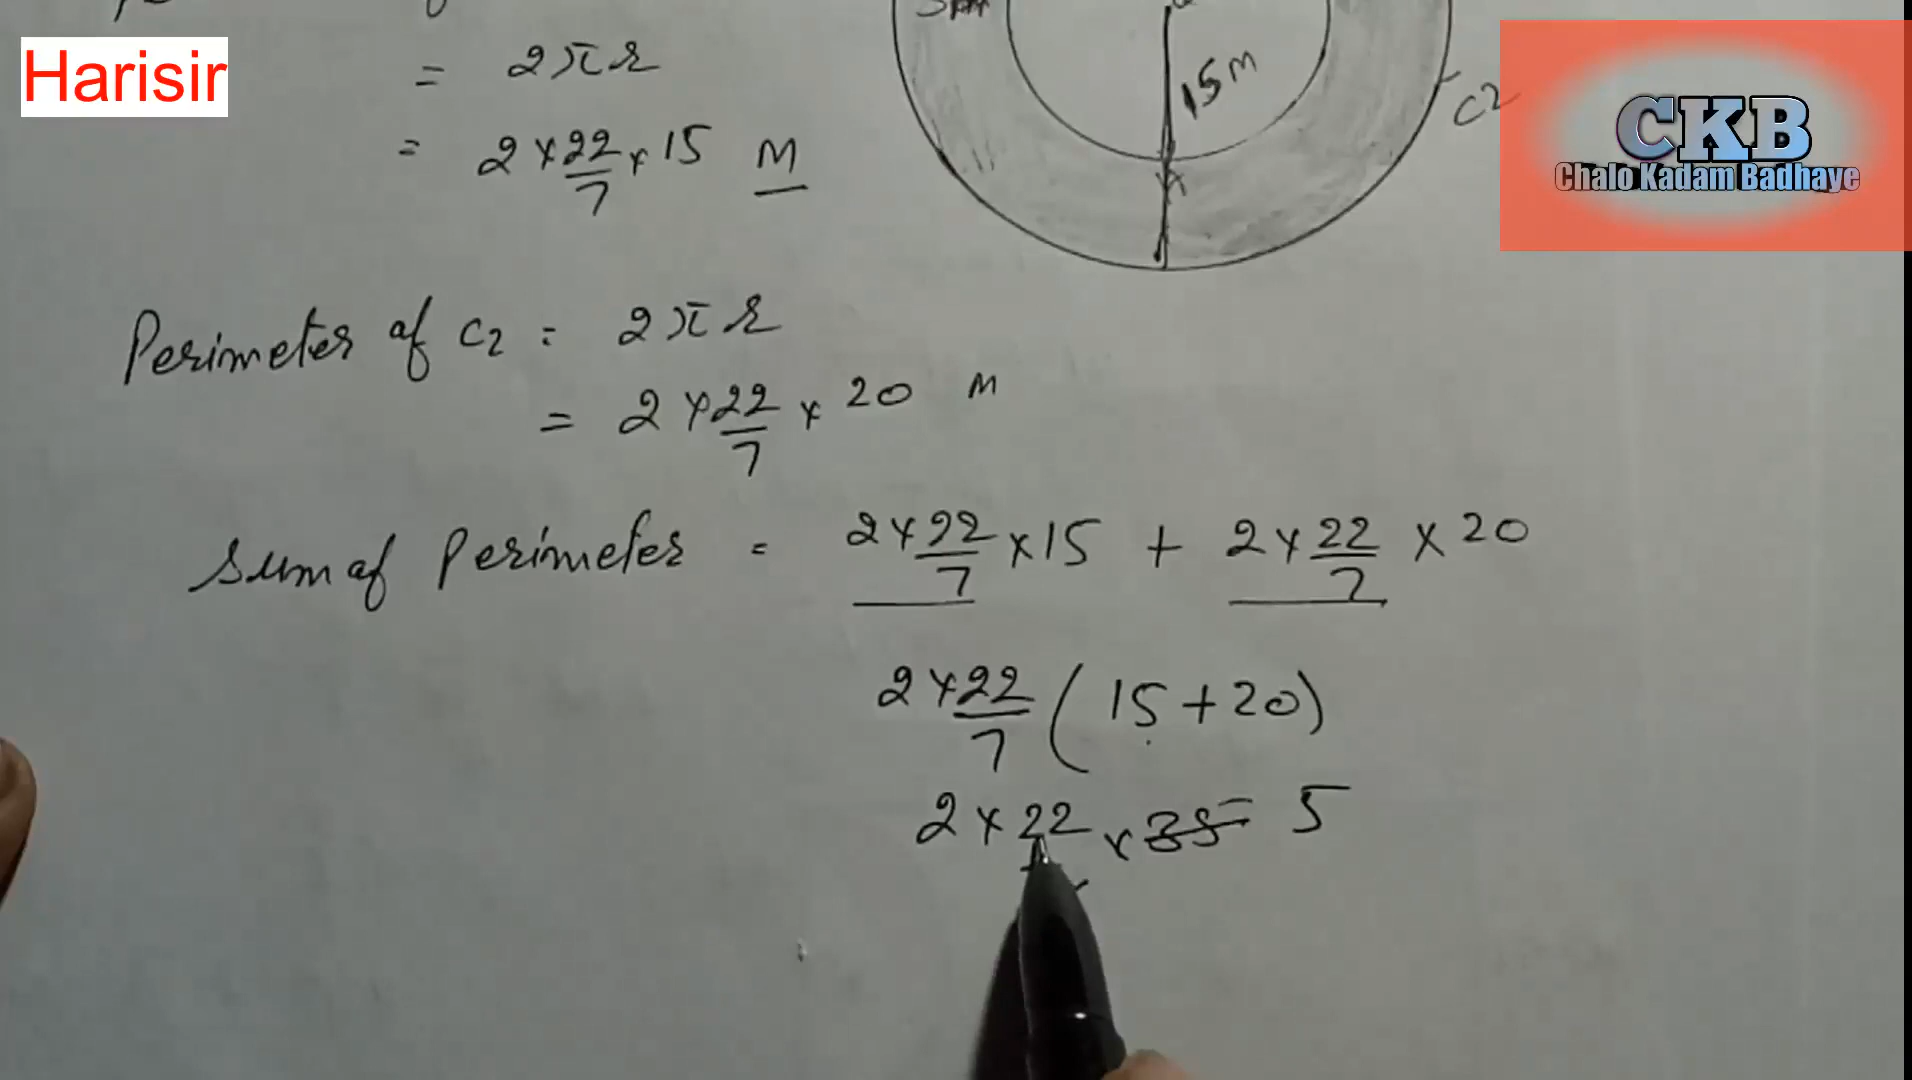 Harisir
= 2πr
= 2 × 22/7 × 15 M
15 M
C2
CKB
Chalo Kadam Badhaye
Perimeter of C2 = 2πr
= 2 × 22/7 × 20 M
Sum of Perimeter = 2 × 22/7 × 15 + 2 × 22/7 × 20
2 × 22/7 ( 15 + 20 )
2 × 22 × 35 = 5